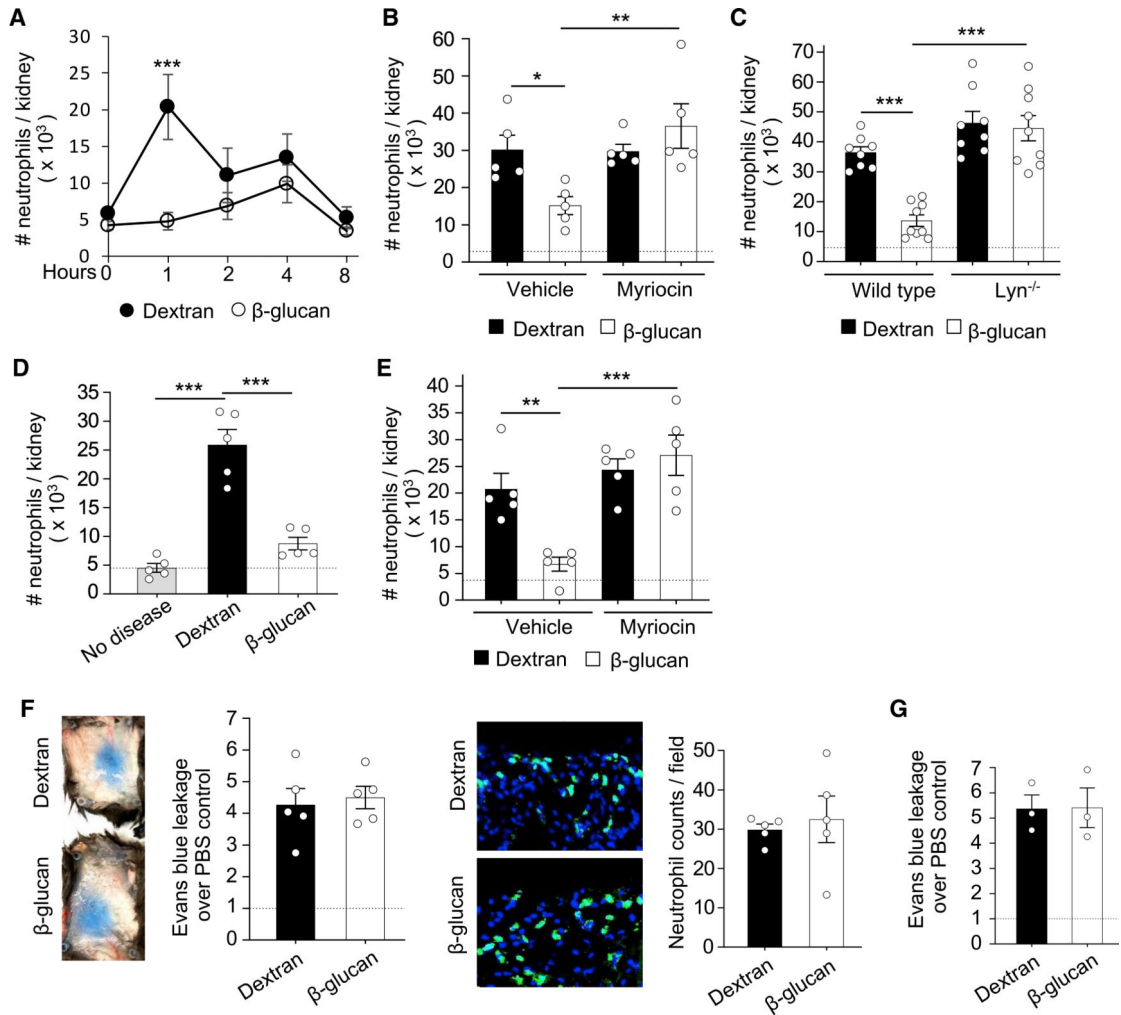 A
# neutrophils / kidney
( x 10³)
30
25
20
15
10
5
0
***
Hours
0
1
2
4
8
● Dextran ○ β-glucan
B
# neutrophils / kidney
( x 10³)
60
50
40
30
20
10
0
*
**
Vehicle
Myriocin
■ Dextran □ β-glucan
C
# neutrophils / kidney
( x 10³)
70
60
50
40
30
20
10
0
***
***
Wild type
Lyn⁻/⁻
■ Dextran □ β-glucan
D
# neutrophils / kidney
( x 10³)
35
30
25
20
15
10
5
0
***
***
No disease
Dextran
β-glucan
E
# neutrophils / kidney
( x 10³)
40
35
30
25
20
15
10
5
0
**
***
Vehicle
Myriocin
■ Dextran □ β-glucan
F
Dextran
β-glucan
Evans blue leakage
over PBS control
7
6
5
4
3
2
1
0
Dextran
β-glucan
Dextran
β-glucan
Neutrophil counts / field
50
40
30
20
10
0
Dextran
β-glucan
G
Evans blue leakage
over PBS control
7
6
5
4
3
2
1
0
Dextran
β-glucan